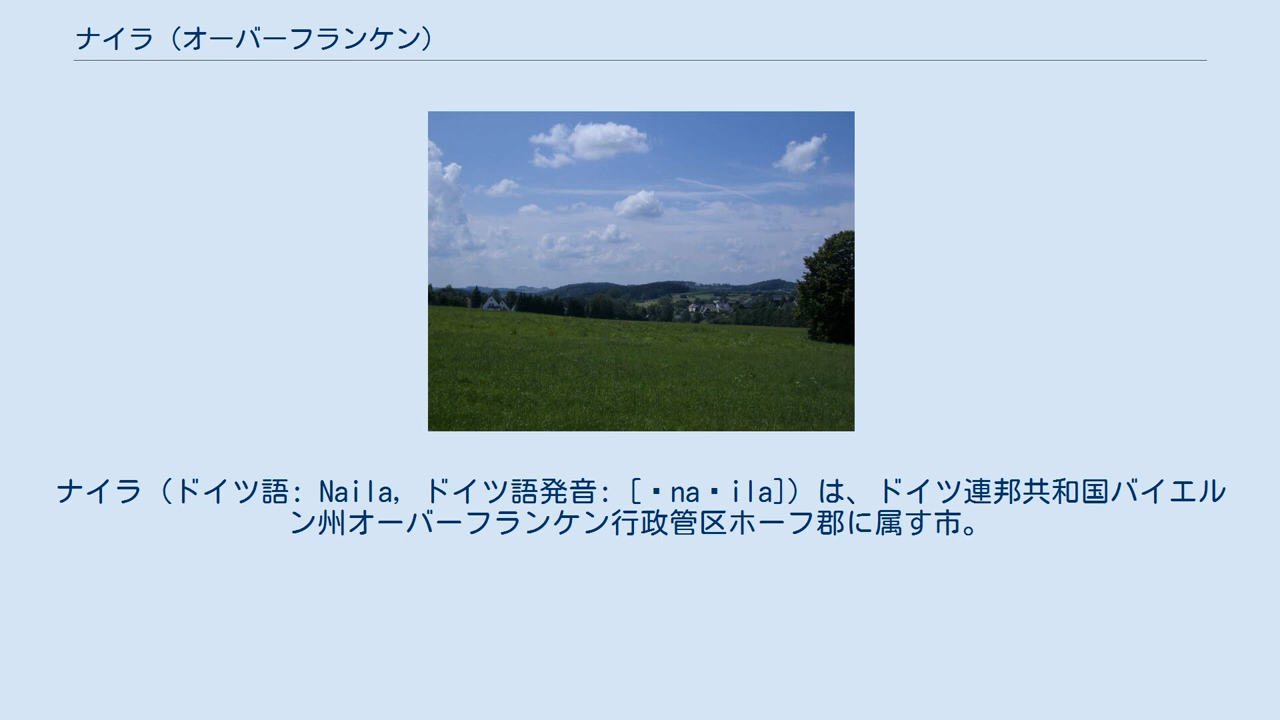 ナイラ（オーバーフランケン）
ナイラ（ドイツ語: Naila, ドイツ語発音: [▪na▪ila]）は、ドイツ連邦共和国バイエル
ン州オーバーフランケン行政管区ホーフ郡に属す市。